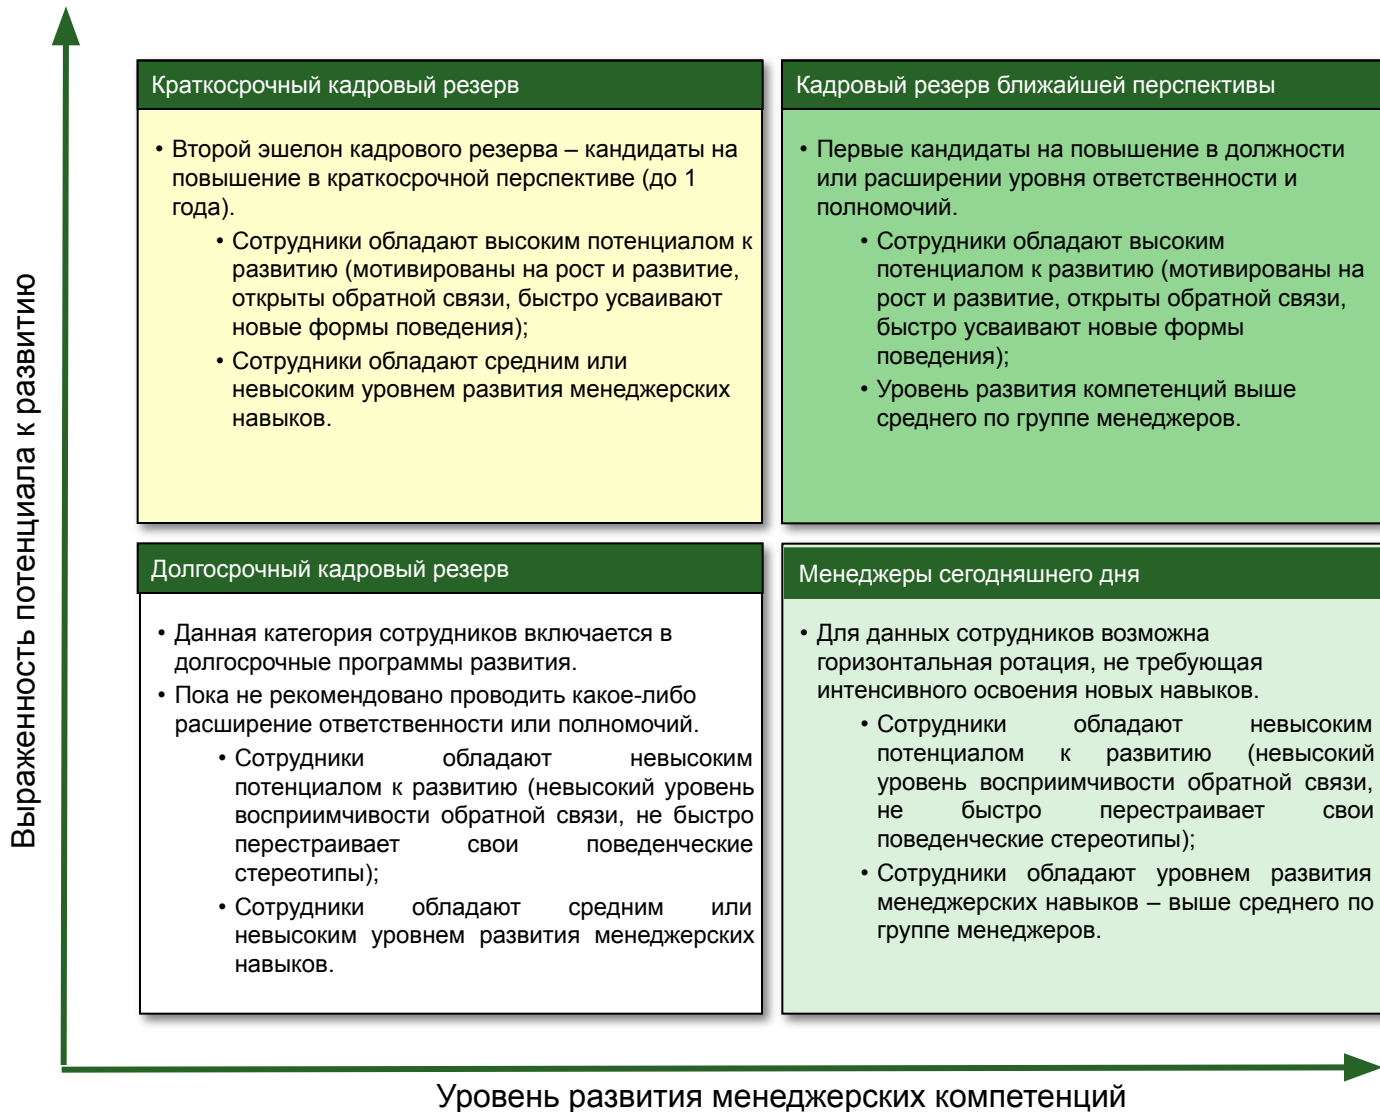 Выраженность потенциала к развитию
Краткосрочный кадровый резерв
• Второй эшелон кадрового резерва – кандидаты на
повышение в краткосрочной перспективе (до 1
года).
• Сотрудники обладают высоким потенциалом к
развитию (мотивированы на рост и развитие,
открыты обратной связи, быстро усваивают
новые формы поведения);
• Сотрудники обладают средним или
невысоким уровнем развития менеджерских
навыков.
Кадровый резерв ближайшей перспективы
• Первые кандидаты на повышение в должности
или расширении уровня ответственности и
полномочий.
• Сотрудники обладают высоким
потенциалом к развитию (мотивированы на
рост и развитие, открыты обратной связи,
быстро усваивают новые формы
поведения);
• Уровень развития компетенций выше
среднего по группе менеджеров.
Долгосрочный кадровый резерв
• Данная категория сотрудников включается в
долгосрочные программы развития.
• Пока не рекомендовано проводить какое-либо
расширение ответственности или полномочий.
• Сотрудники обладают невысоким
потенциалом к развитию (невысокий уровень
восприимчивости обратной связи, не быстро
перестраивает свои поведенческие
стереотипы);
• Сотрудники обладают средним или
невысоким уровнем развития менеджерских
навыков.
Менеджеры сегодняшнего дня
• Для данных сотрудников возможна
горизонтальная ротация, не требующая
интенсивного освоения новых навыков.
• Сотрудники обладают невысоким
потенциалом к развитию (невысокий
уровень восприимчивости обратной связи,
не быстро перестраивает свои
поведенческие стереотипы);
• Сотрудники обладают уровнем развития
менеджерских навыков – выше среднего по
группе менеджеров.
Уровень развития менеджерских компетенций